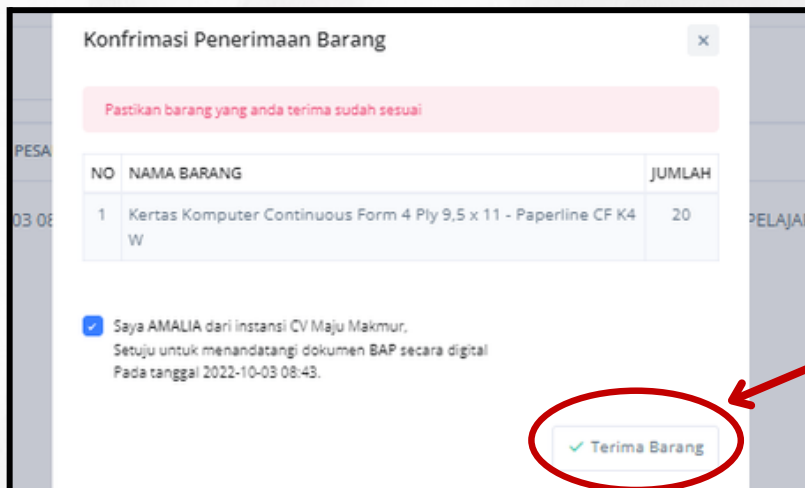 Konfrimasi Penerimaan Barang
×
Pastikan barang yang anda terima sudah sesuai
PESA
NO NAMA BARANG JUMLAH
03 08
1 Kertas Komputer Continuous Form 4 Ply 9,5 x 11 - Paperline CF K4 20
W
PELAJAR
Saya AMALIA dari instansi CV Maju Makmur,
Setuju untuk menandatangi dokumen BAP secara digital
Pada tanggal 2022-10-03 08:43.
Terima Barang